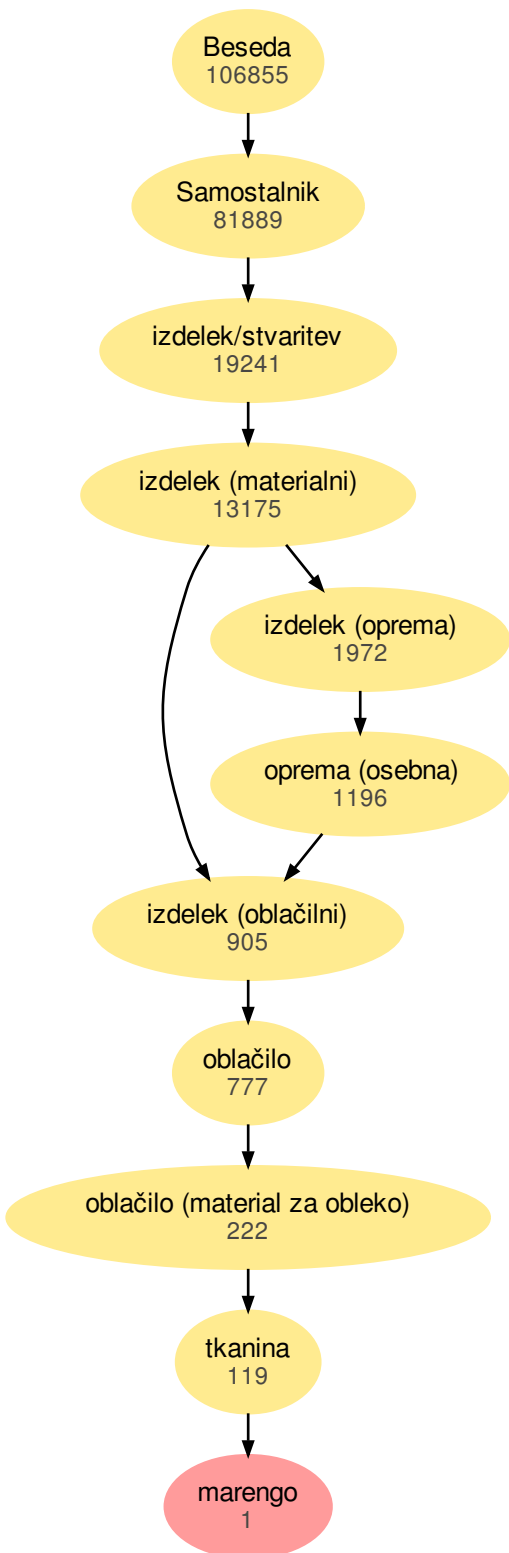 Beseda
106855
Samostalnik
81889
izdelek/stvaritev
19241
izdelek (materialni)
13175
izdelek (oprema)
1972
oprema (osebna)
1196
izdelek (oblačilni)
905
oblačilo
777
oblačilo (material za obleko)
222
tkanina
119
marengo
1